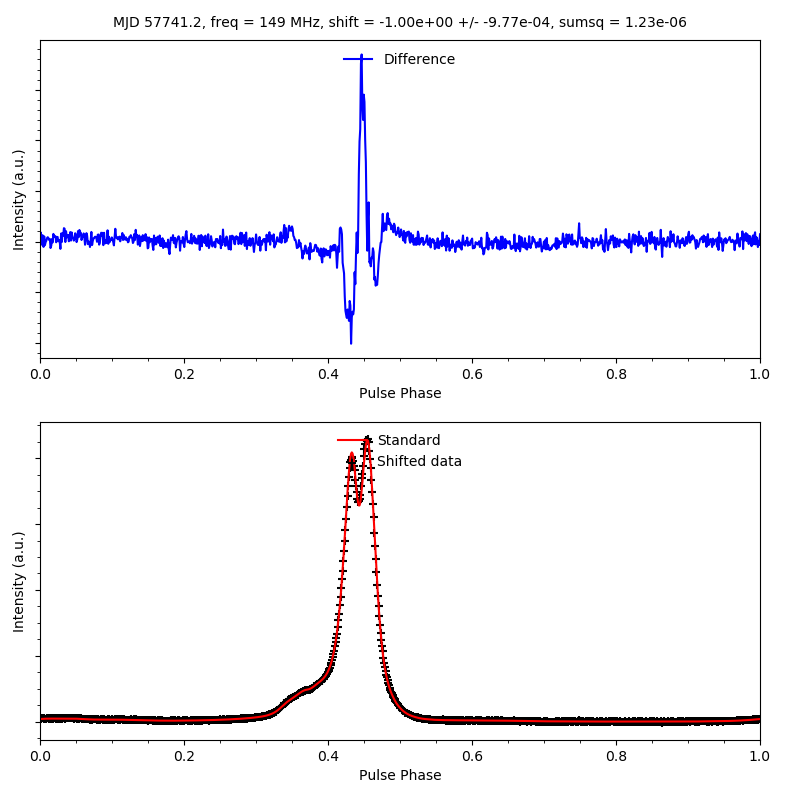 MJD 57741.2, freq = 149 MHz, shift = -1.00e+00 +/- -9.77e-04, sumsq = 1.23e-06
Difference
Intensity (a.u.)
0.0 0.2 0.4 0.6 0.8 1.0
Pulse Phase
Standard
Shifted data
Intensity (a.u.)
0.0 0.2 0.4 0.6 0.8 1.0
Pulse Phase